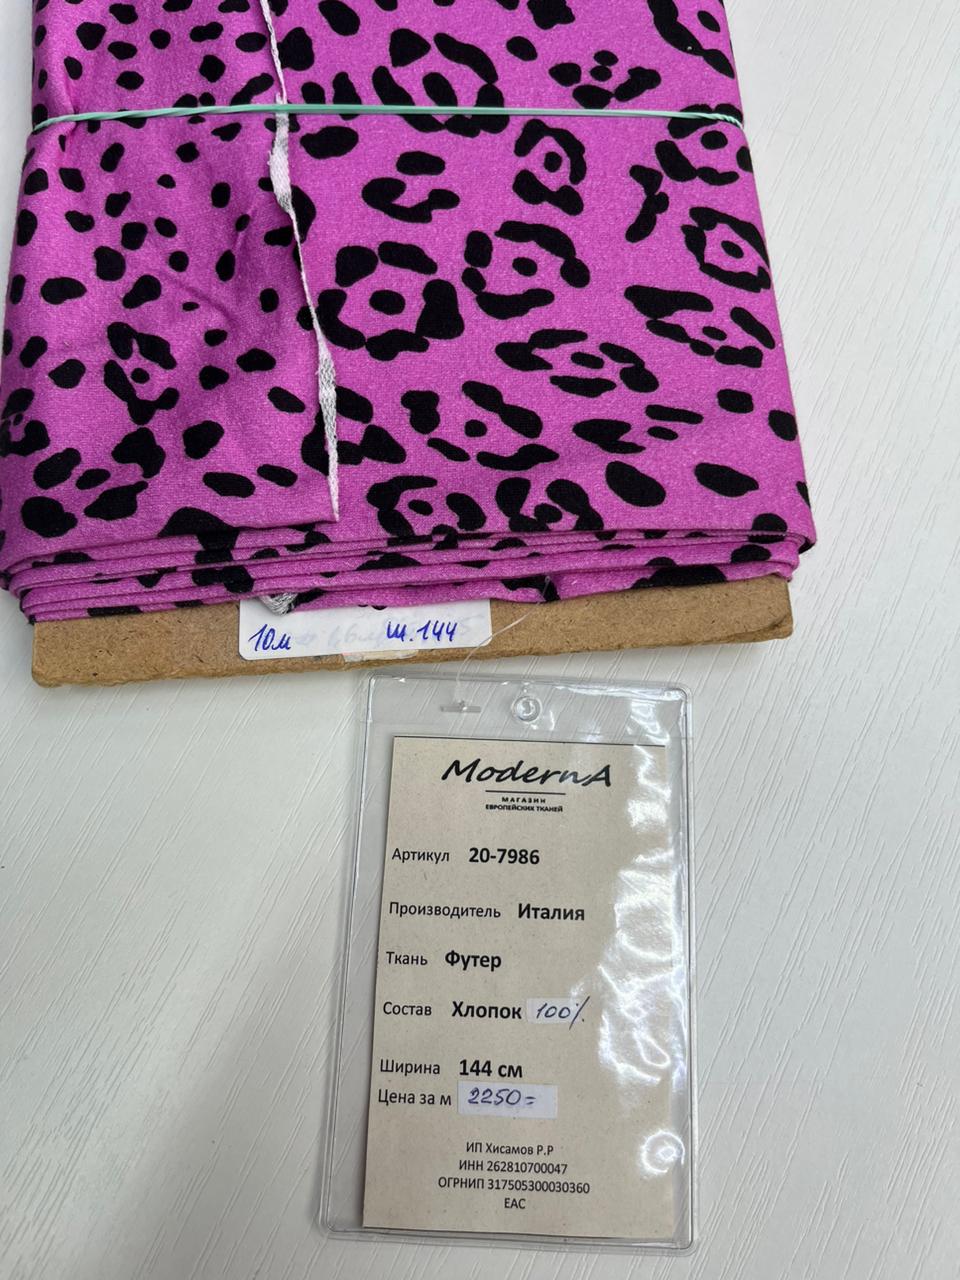 10м ш.144
ModernA
МАГАЗИН
ЕВРОПЕЙСКИХ ТКАНЕЙ
Артикул 20-7986
Производитель Италия
Ткань Футер
Состав Хлопок 100%
Ширина 144 см
Цена за м 2250=
ИП Хисамов Р.Р
ИНН 262810700047
ОГРНИП 317505300030360
ЕАС